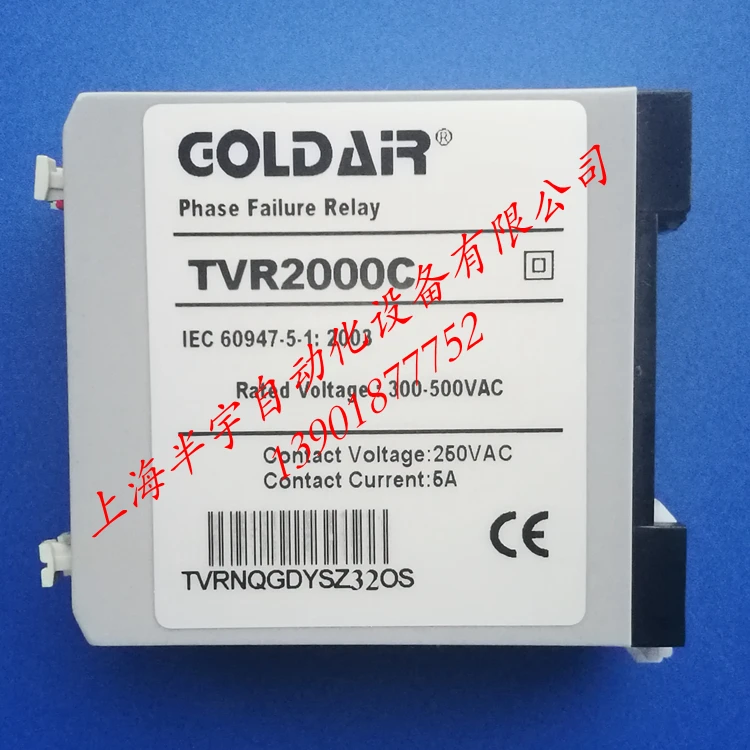 GOLDAIR®
Phase Failure Relay
TVR2000C
IEC 60947-5-1: 2003
Rated Voltage: 300-500VAC
Contact Voltage:250VAC
Contact Current:5A
TVRNQGDYSZ32OS
CE
上海半宇自动化设备有限公司
13901877752